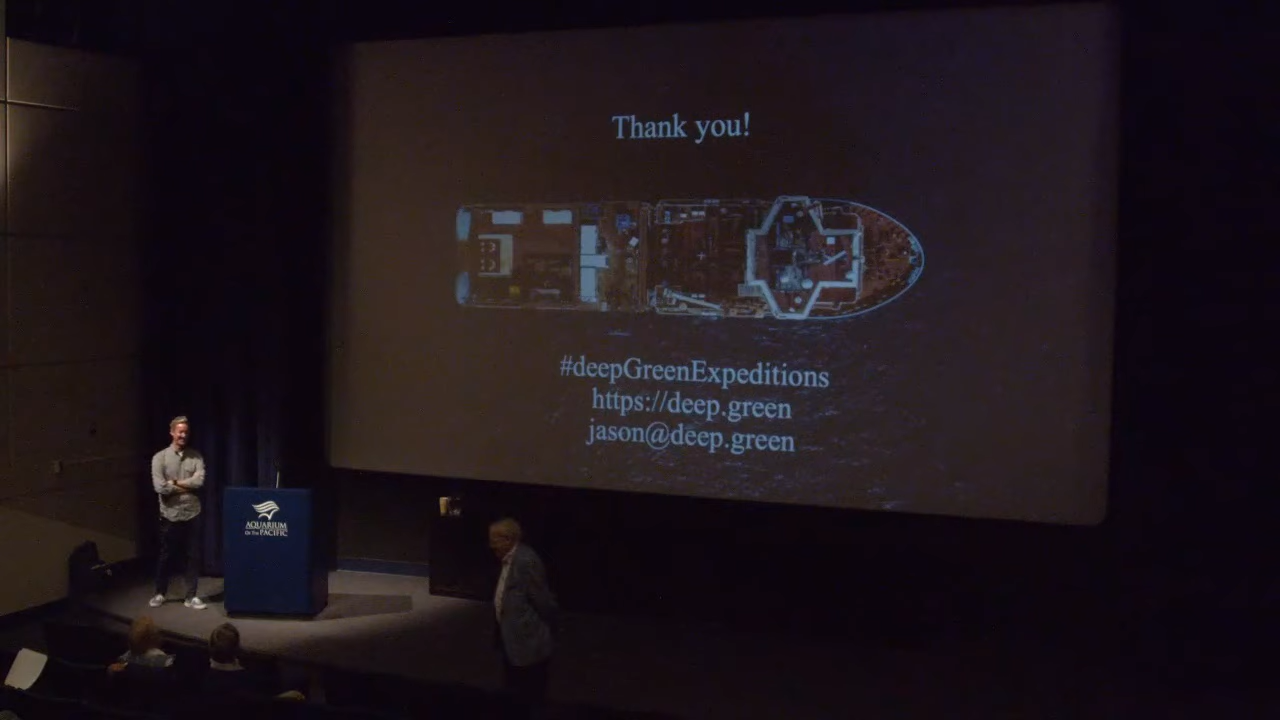 Thank you!
#deepGreenExpeditions
https://deep.green
jason@deep.green
AQUARIUM
OF THE PACIFIC